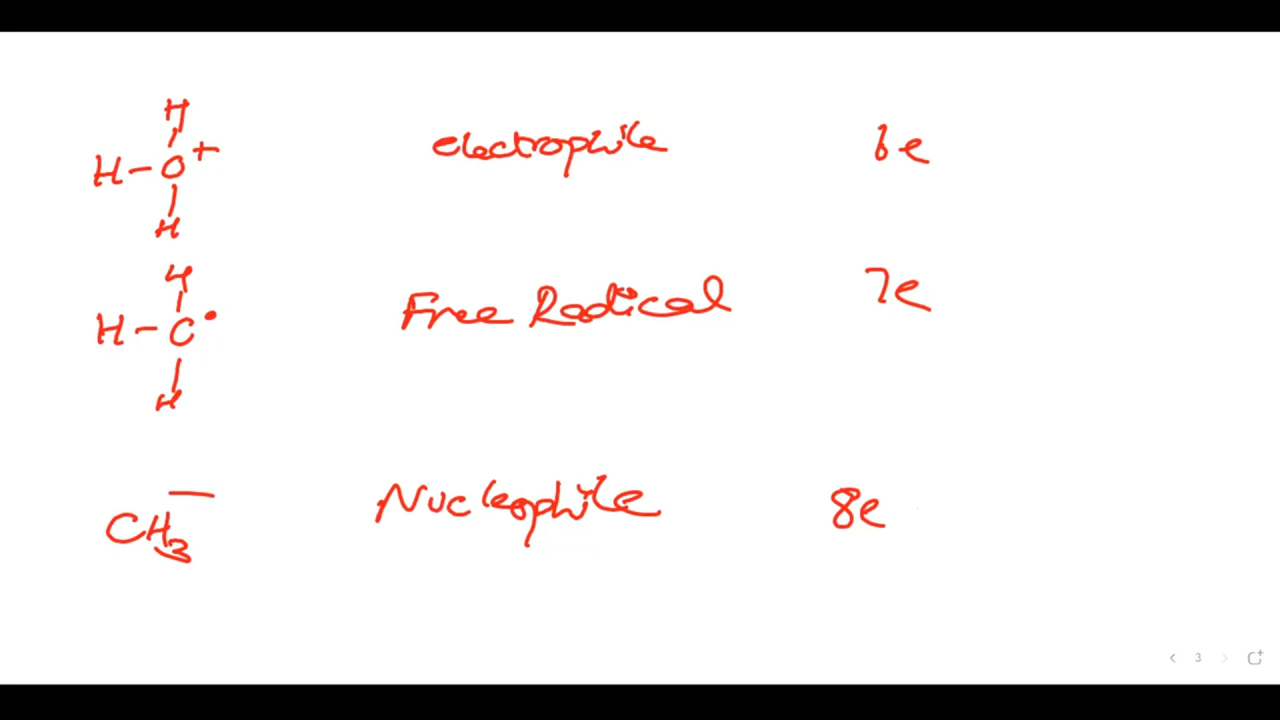 H
H-O+ electrophile 6e
H
H
H-C• Free Radical 7e
H
CH3- Nucleophile 8e
3